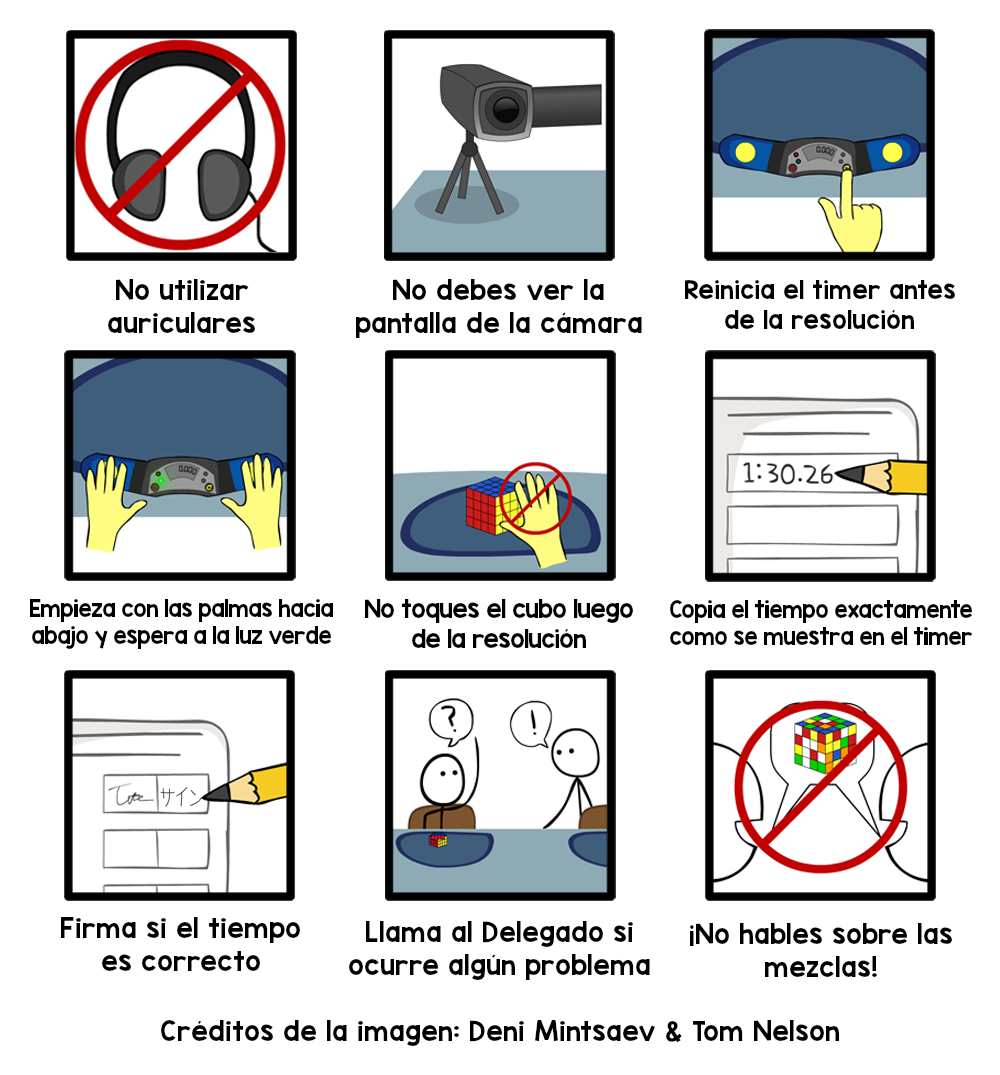 No utilizar
auriculares
No debes ver la
pantalla de la cámara
0.000
Reinicia el timer antes
de la resolución
0.000
Empieza con las palmas hacia
abajo y espera a la luz verde
No toques el cubo luego
de la resolución
1:30.26
Copia el tiempo exactamente
como se muestra en el timer
サイン
Firma si el tiempo
es correcto
? !
Llama al Delegado si
ocurre algún problema
¡No hables sobre las
mezclas!
Créditos de la imagen: Deni Mintsaev & Tom Nelson